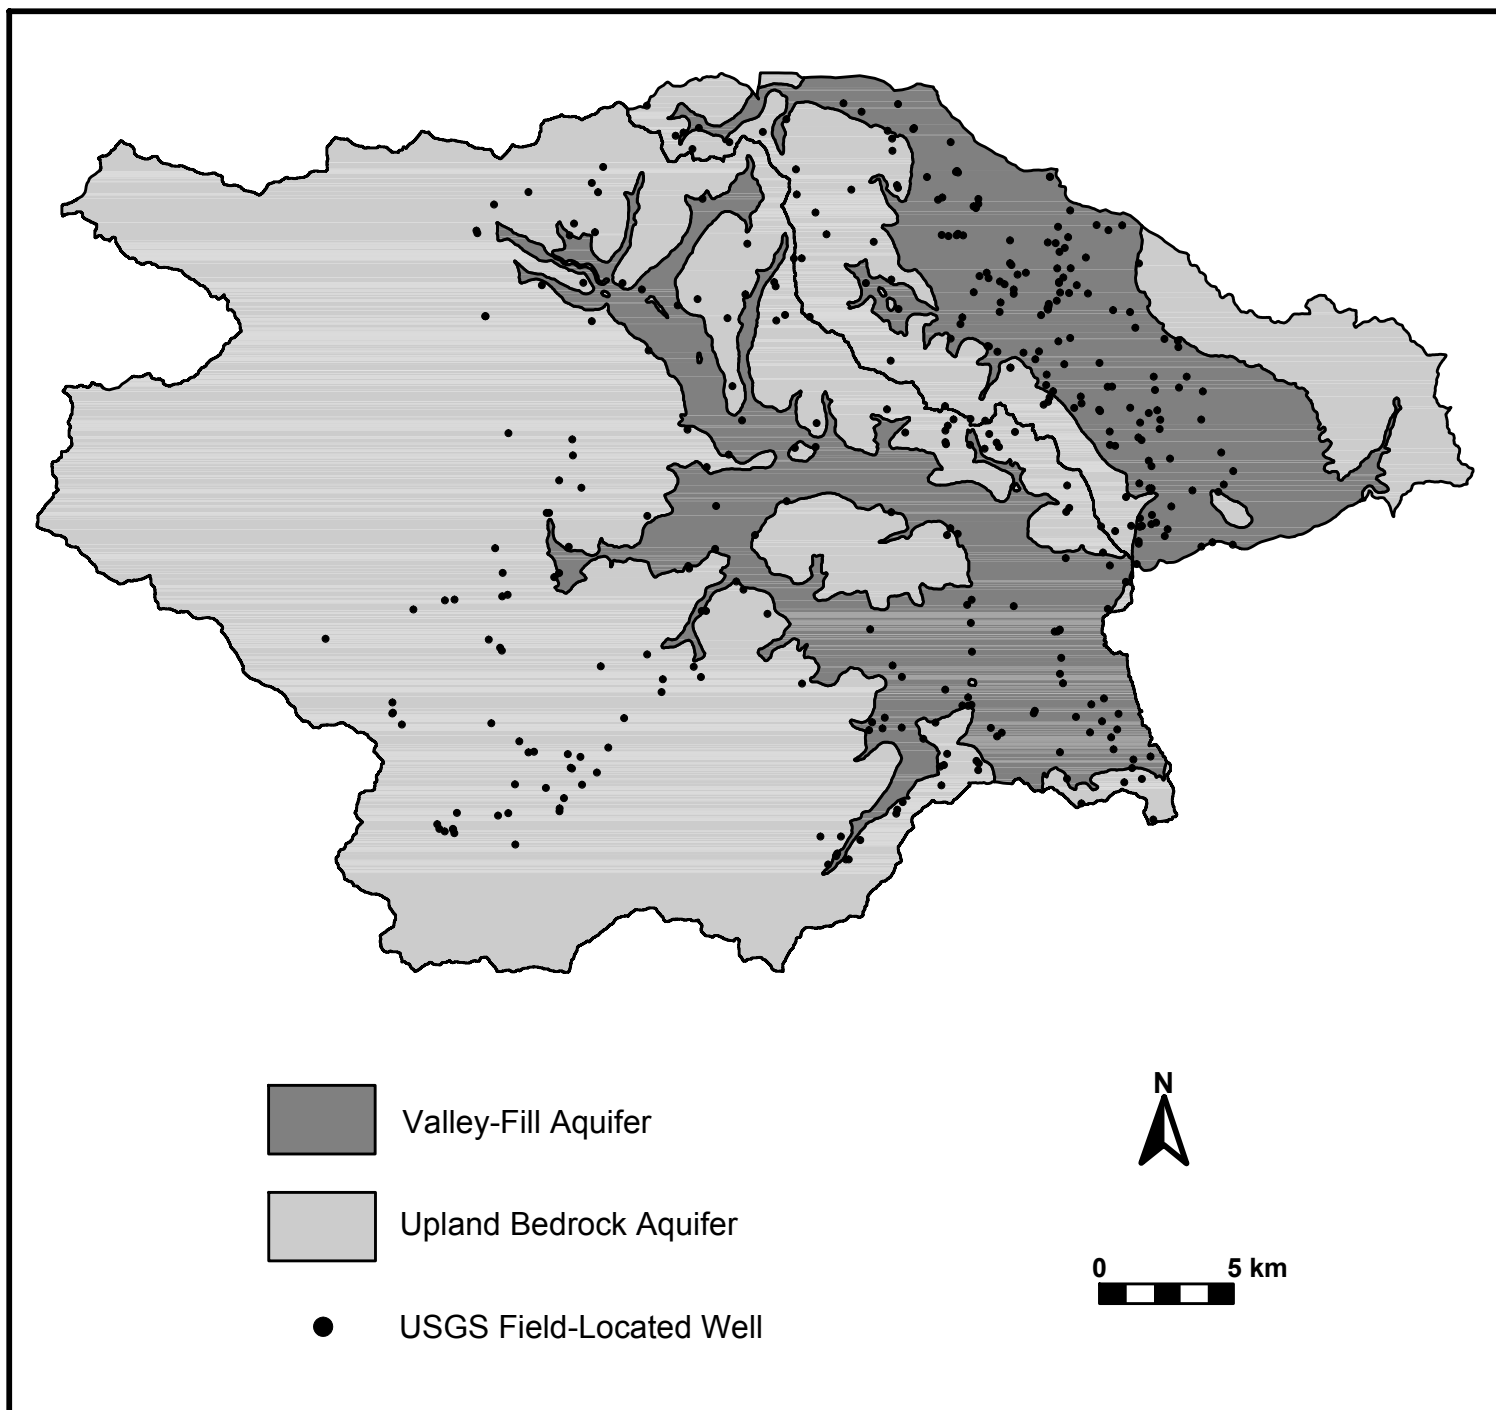 Valley-Fill Aquifer
N
Upland Bedrock Aquifer
0 5 km
USGS Field-Located Well